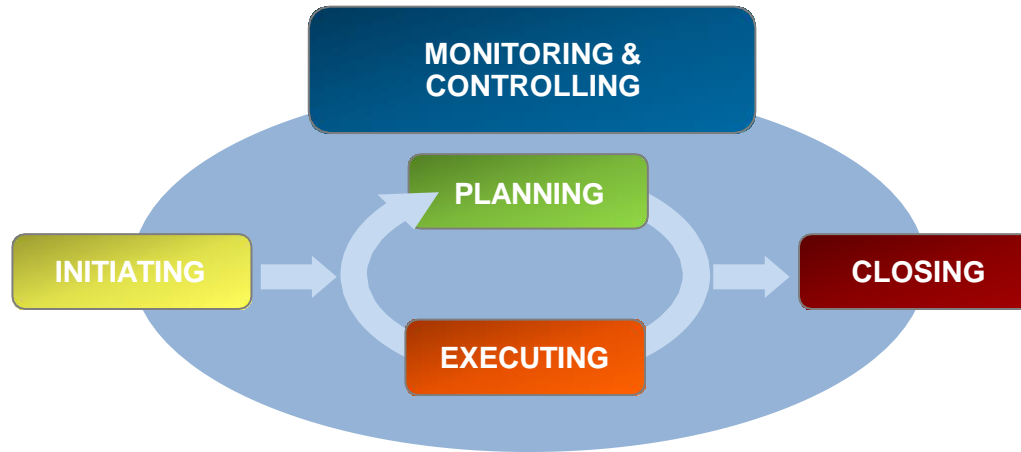 MONITORING &
CONTROLLING
PLANNING
INITIATING
CLOSING
EXECUTING